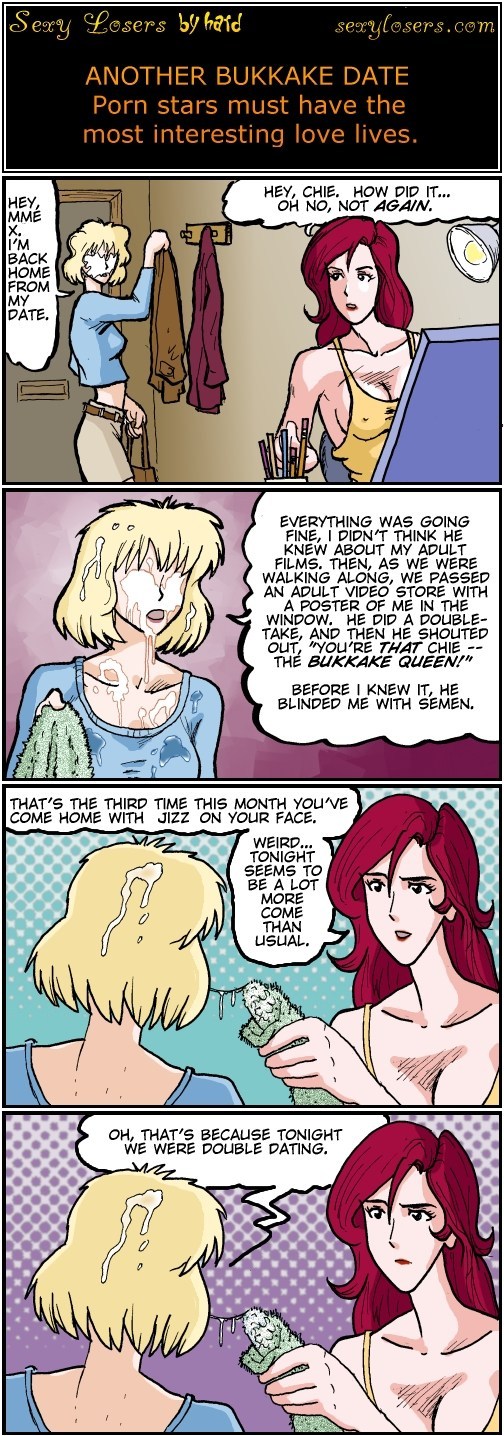 Sexy Losers by hard
sexylosers.com
ANOTHER BUKKAKE DATE
Porn stars must have the
most interesting love lives.
HEY,
MME
X.
I'M
BACK
HOME
FROM
MY
DATE.
HEY, CHIE. HOW DID IT...
OH NO, NOT AGAIN.
EVERYTHING WAS GOING
FINE, I DIDN'T THINK HE
KNEW ABOUT MY ADULT
FILMS. THEN, AS WE WERE
WALKING ALONG, WE PASSED
AN ADULT VIDEO STORE WITH
A POSTER OF ME IN THE
WINDOW. HE DID A DOUBLE-
TAKE, AND THEN HE SHOUTED
OUT, "YOU'RE THAT CHIE --
THE BUKKAKE QUEEN!"
BEFORE I KNEW IT, HE
BLINDED ME WITH SEMEN.
THAT'S THE THIRD TIME THIS MONTH YOU'VE
COME HOME WITH JIZZ ON YOUR FACE.
WEIRD...
TONIGHT
SEEMS TO
BE A LOT
MORE
COME
THAN
USUAL.
OH, THAT'S BECAUSE TONIGHT
WE WERE DOUBLE DATING.